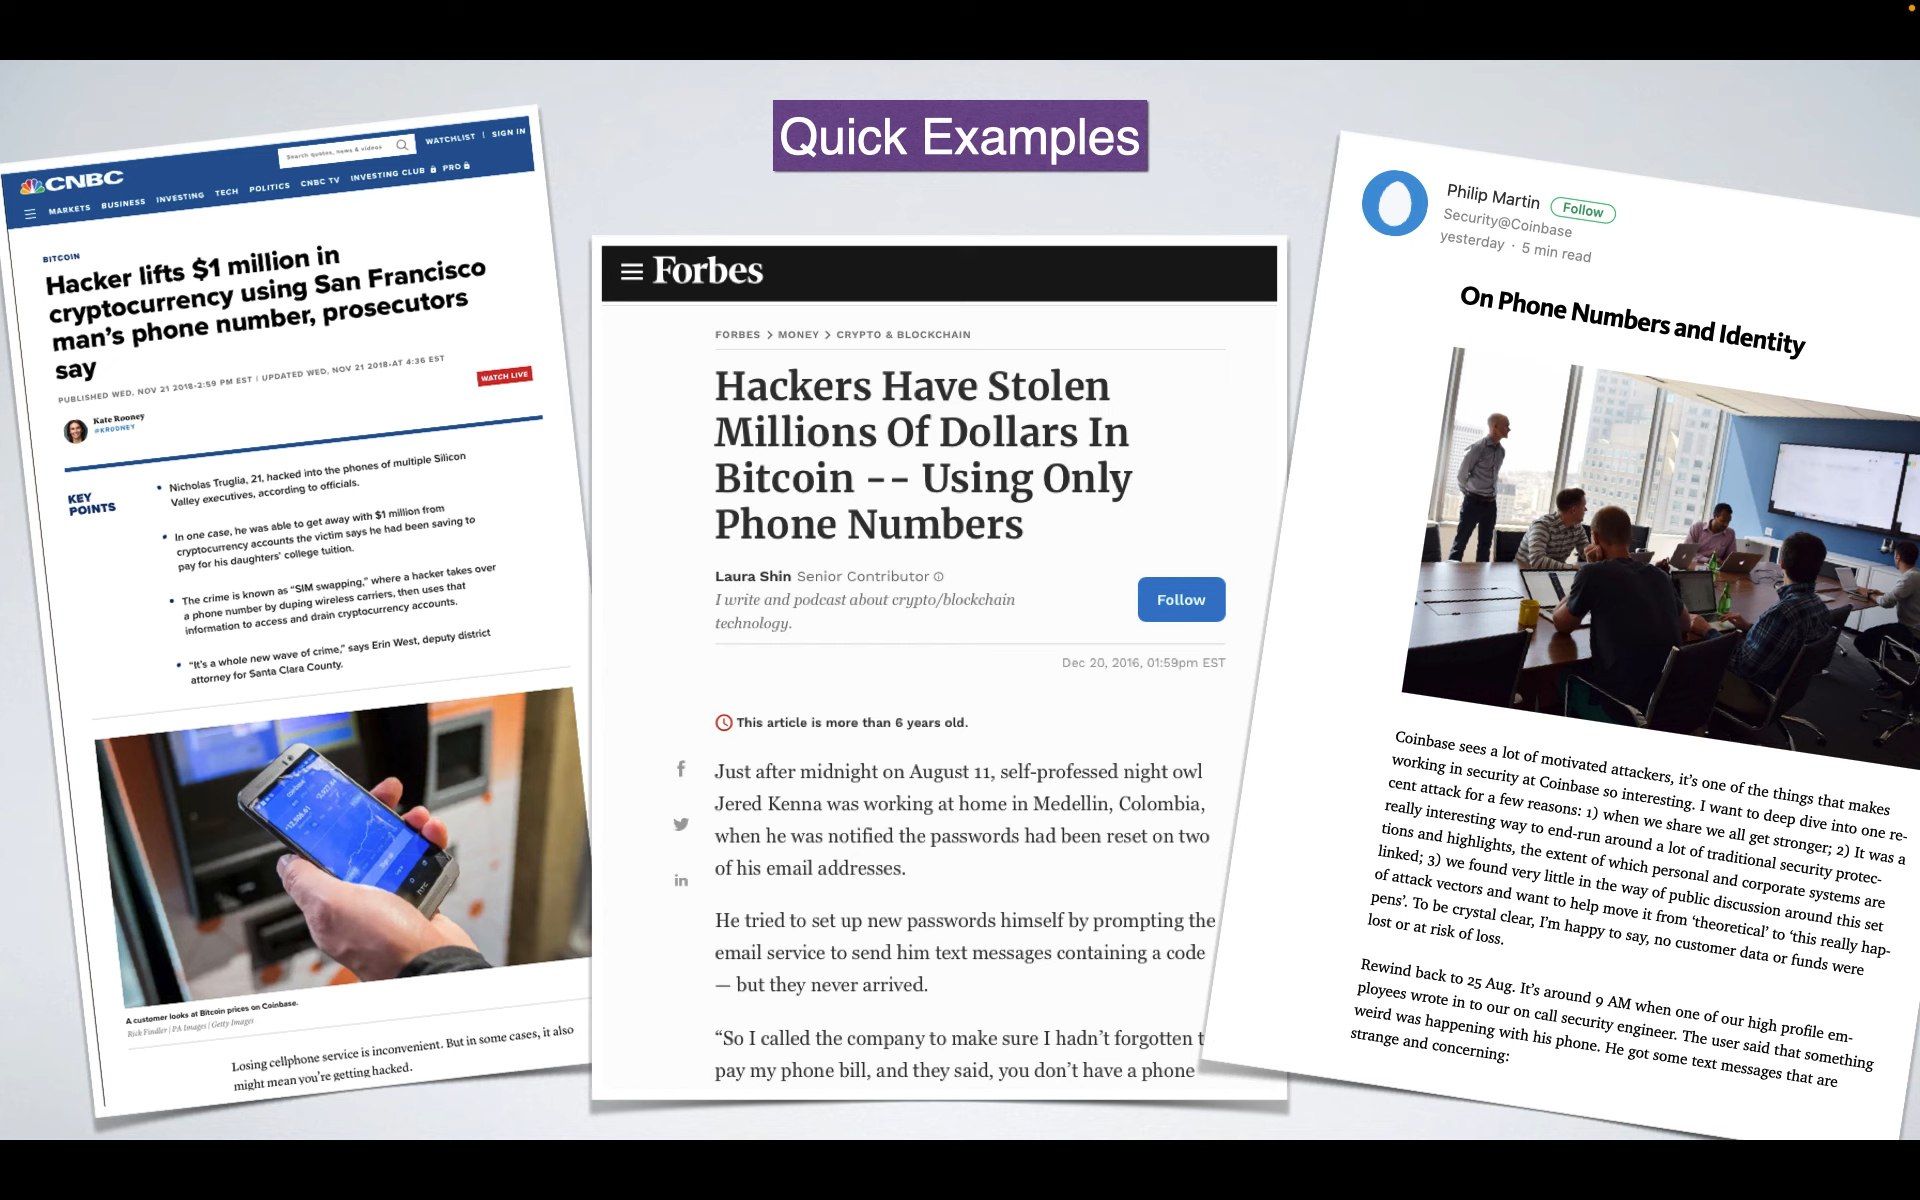 Quick Examples
CNBC
Search quotes, news & videos
WATCHLIST | SIGN IN
MARKETS BUSINESS INVESTING TECH POLITICS CNBC TV INVESTING CLUB PRO
BITCOIN
Hacker lifts $1 million in
cryptocurrency using San Francisco
man's phone number, prosecutors
say
PUBLISHED WED, NOV 21 2018•2:59 PM EST | UPDATED WED, NOV 21 2018•AT 4:36 EST
Kate Rooney
@KROONEY
WATCH LIVE
KEY
POINTS
• Nicholas Truglia, 21, hacked into the phones of multiple Silicon
Valley executives, according to officials.
• In one case, he was able to get away with $1 million from
cryptocurrency accounts the victim says he had been saving to
pay for his daughters' college tuition.
• The crime is known as “SIM swapping,” where a hacker takes over
a phone number by duping wireless carriers, then uses that
information to access and drain cryptocurrency accounts.
• “It's a whole new wave of crime,” says Erin West, deputy district
attorney for Santa Clara County.
htc
A customer looks at Bitcoin prices on Coinbase.
Rick Findler | PA Images | Getty Images
Losing cellphone service is inconvenient. But in some cases, it also
might mean you're getting hacked.
Forbes
FORBES > MONEY > CRYPTO & BLOCKCHAIN
Hackers Have Stolen
Millions Of Dollars In
Bitcoin -- Using Only
Phone Numbers
Laura Shin Senior Contributor
I write and podcast about crypto/blockchain
technology.
Follow
Dec 20, 2016, 01:59pm EST
This article is more than 6 years old.
Just after midnight on August 11, self-professed night owl
Jered Kenna was working at home in Medellin, Colombia,
when he was notified the passwords had been reset on two
of his email addresses.
He tried to set up new passwords himself by prompting the
email service to send him text messages containing a code
— but they never arrived.
“So I called the company to make sure I hadn't forgotten t
pay my phone bill, and they said, you don't have a phone
Philip Martin Follow
Security@Coinbase
yesterday · 5 min read
On Phone Numbers and Identity
Coinbase sees a lot of motivated attackers, it's one of the things that makes
working in security at Coinbase so interesting. I want to deep dive into one re-
cent attack for a few reasons: 1) when we share we all get stronger; 2) It was a
really interesting way to end-run around a lot of traditional security protec-
tions and highlights, the extent of which personal and corporate systems are
linked; 3) we found very little in the way of public discussion around this set
of attack vectors and want to help move it from 'theoretical' to 'this really hap-
pens'. To be crystal clear, I'm happy to say, no customer data or funds were
lost or at risk of loss.
Rewind back to 25 Aug. It's around 9 AM when one of our high profile em-
ployees wrote in to our on call security engineer. The user said that something
weird was happening with his phone. He got some text messages that are
strange and concerning: